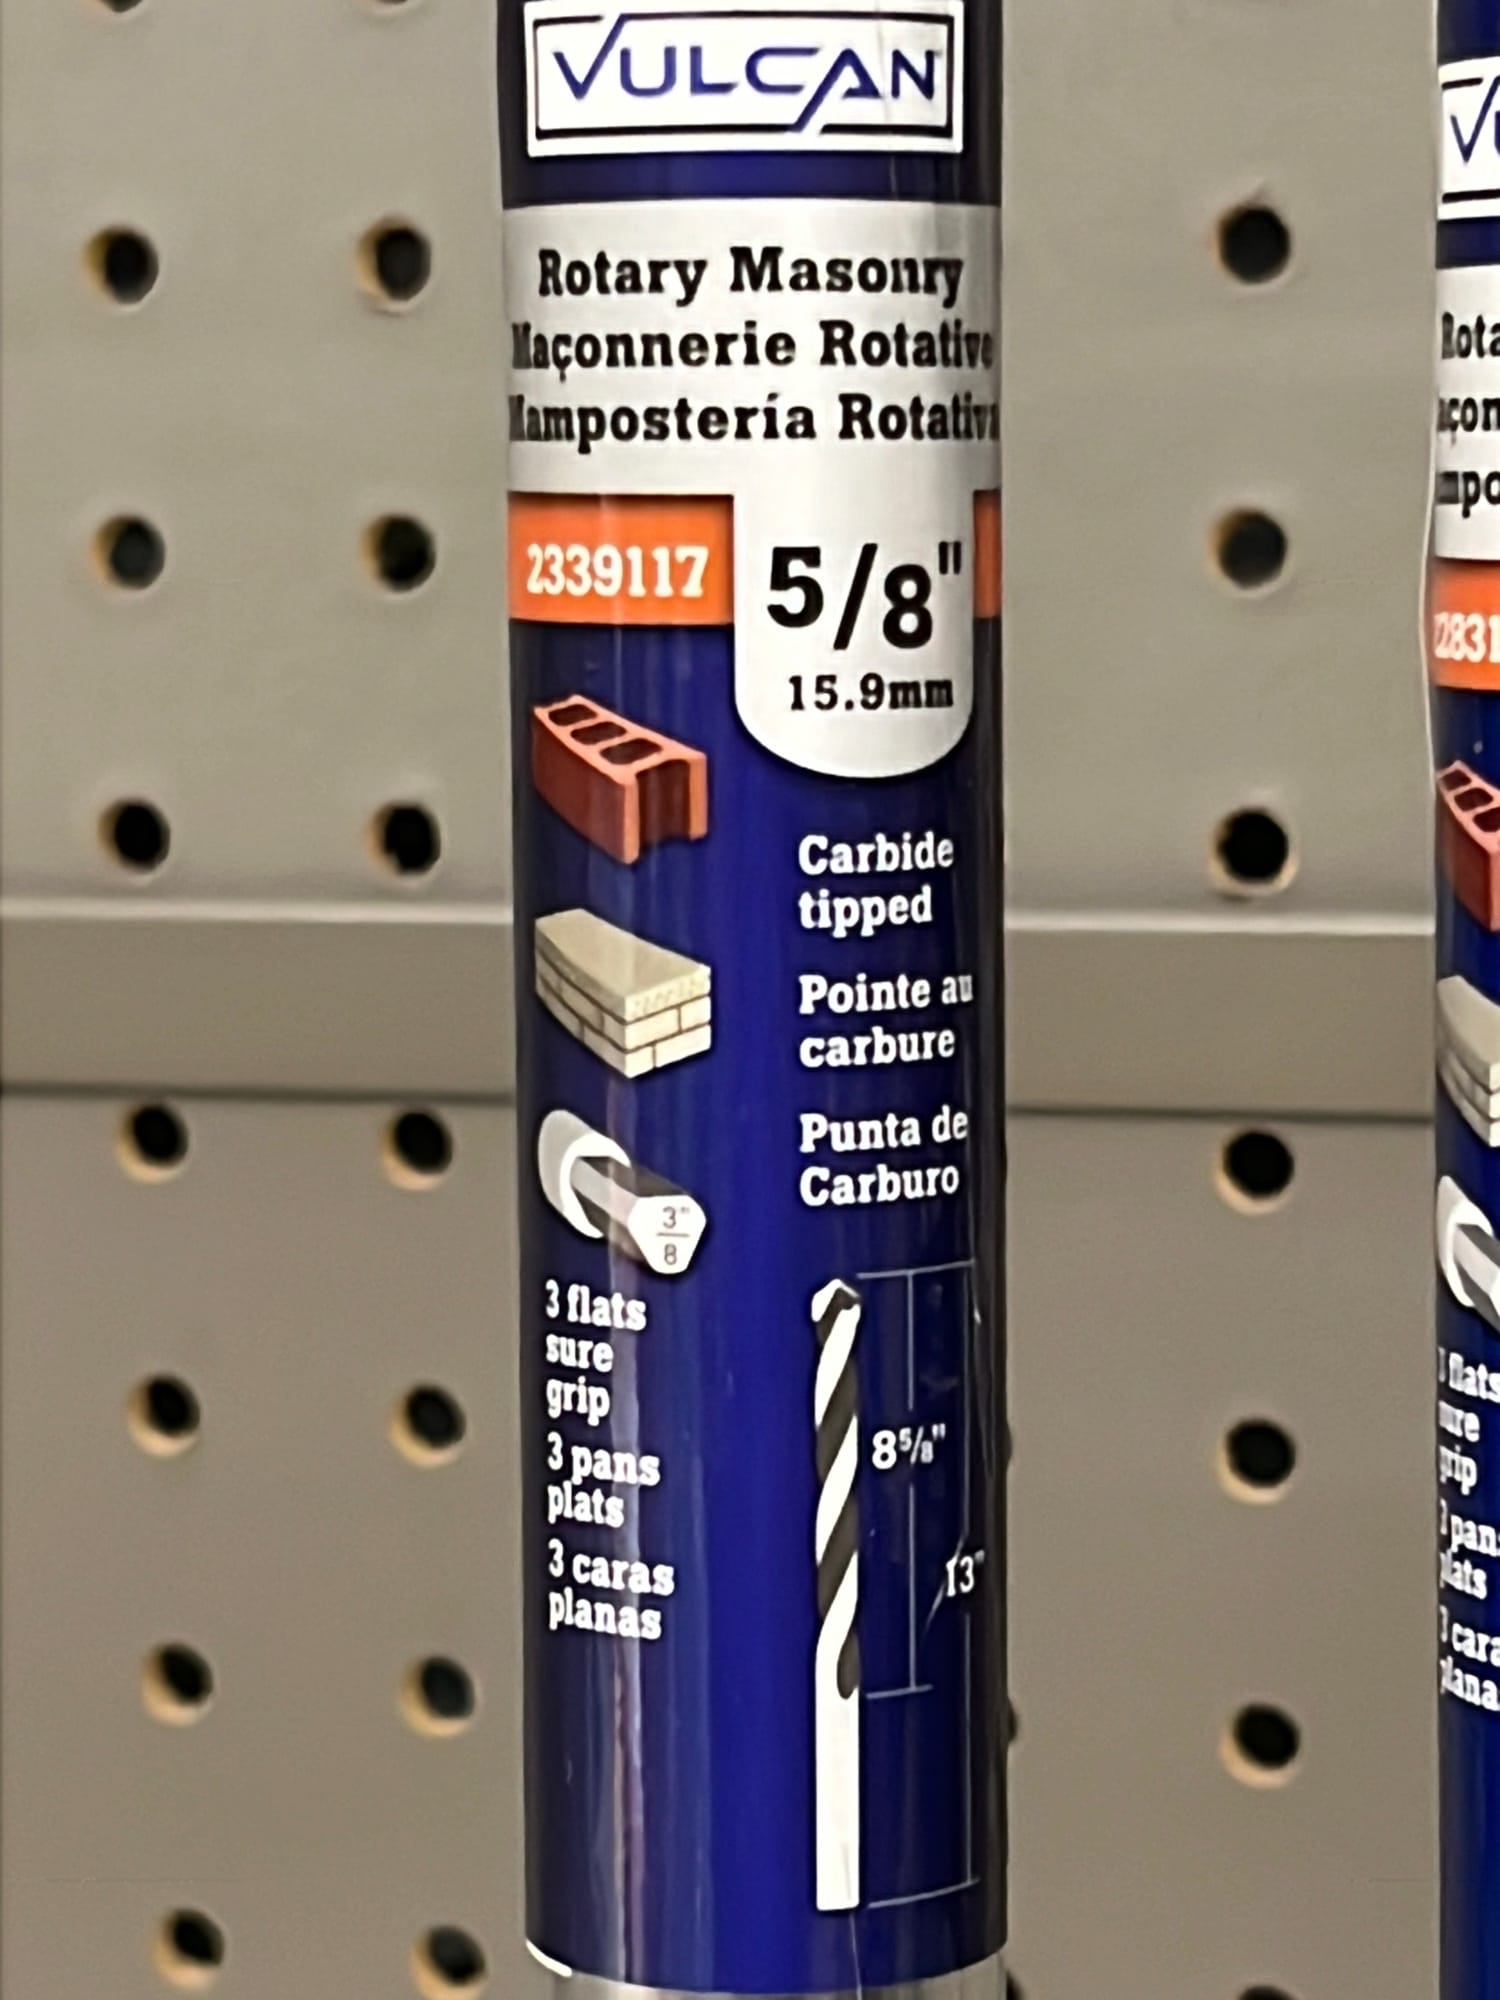 VULCAN
Rotary Masonry
Maçonnerie Rotative
Mampostería Rotativa
2339117
5/8"
15.9mm
Carbide
tipped
Pointe au
carbure
Punta de
Carburo
3"
8
3 flats
sure
grip
3 pans
plats
3 caras
planas
8⅝"
13"